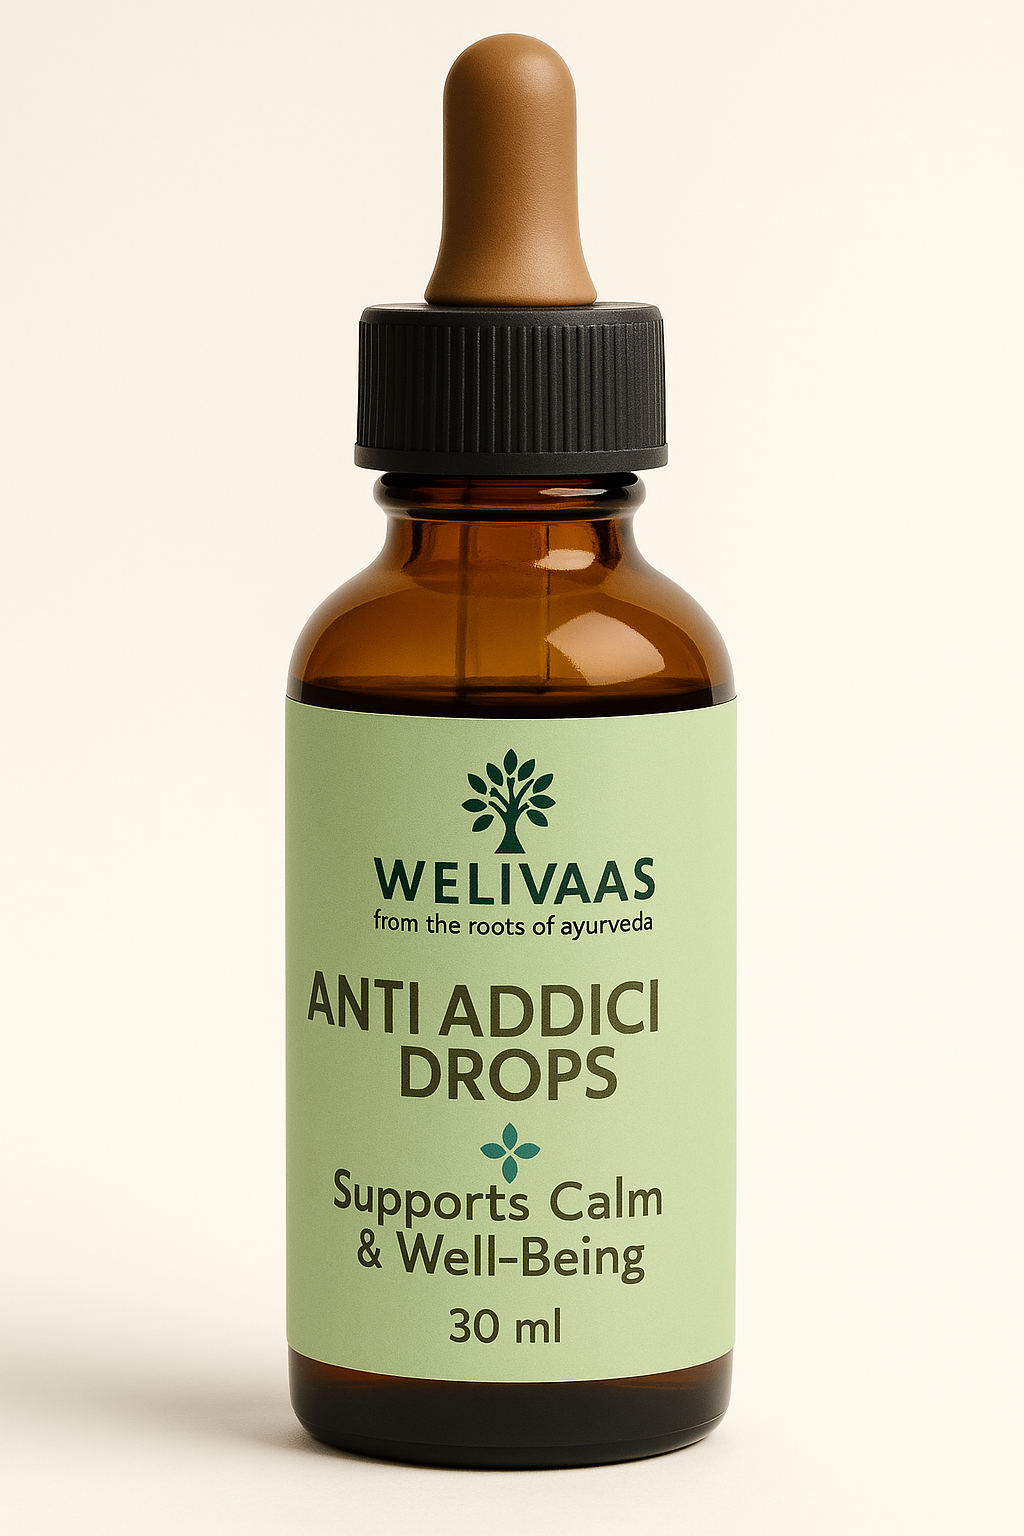 WELIVAAS
from the roots of ayurveda
ANTI ADDICI
DROPS
Supports Calm
& Well-Being
30 ml